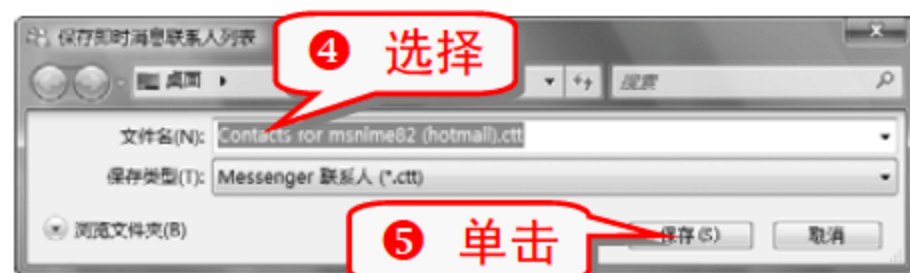 保存即时消息联系人列表
❹ 选择
桌面
搜索
文件名(N): Contacts for msnlme82 (hotmail).ctt
保存类型(T): Messenger 联系人 (*.ctt)
浏览文件夹(B)
❺ 单击
保存(S)
取消